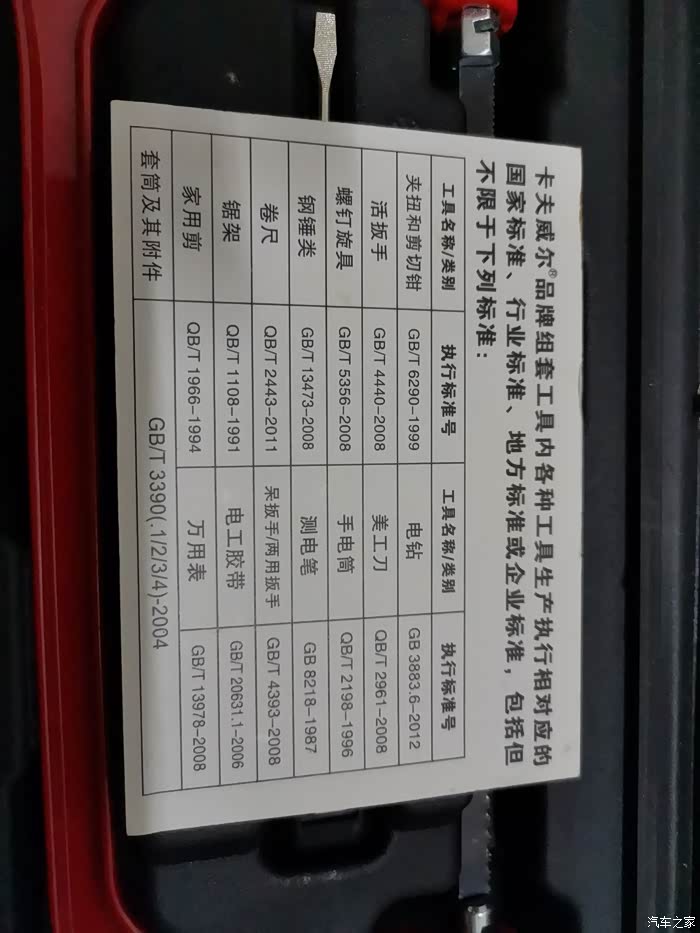 卡夫威尔®品牌组套工具内各种工具生产执行相对应的
国家标准、行业标准、地方标准或企业标准，包括但
不限于下列标准：
工具名称/类别 执行标准号 工具名称/类别 执行标准号
夹扭和剪切钳 GB/T 6290-1999 电钻 GB 3883.6-2012
活扳手 GB/T 4440-2008 美工刀 QB/T 2961-2008
螺钉旋具 GB/T 5356-2008 手电筒 QB/T 2198-1996
钢锤类 GB/T 13473-2008 测电笔 GB 8218-1987
卷尺 QB/T 2443-2011 呆扳手/两用扳手 GB/T 4393-2008
锯架 QB/T 1108-1991 电工胶带 GB/T 20631.1-2006
家用剪 QB/T 1966-1994 万用表 GB/T 13978-2008
套筒及其附件 GB/T 3390(.1/2/3/4)-2004
汽车之家